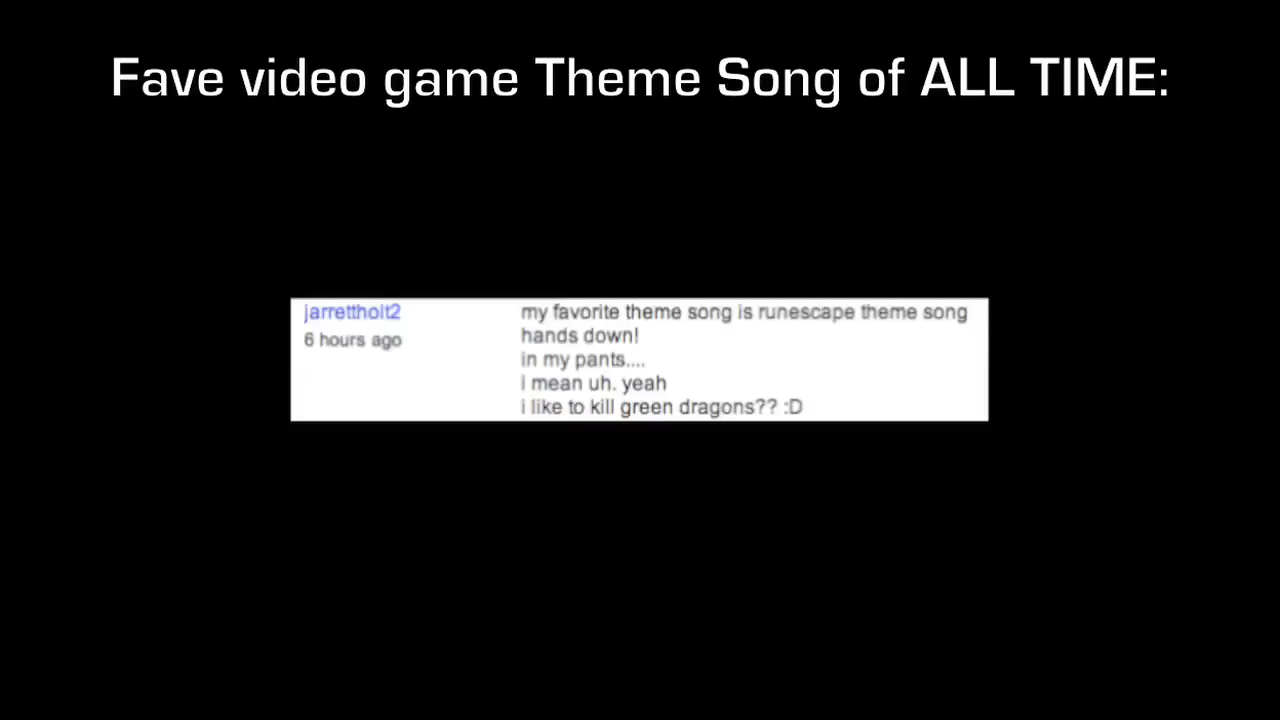 Fave video game Theme Song of ALL TIME:
jarrettholt2
6 hours ago
my favorite theme song is runescape theme song
hands down!
in my pants....
i mean uh. yeah
i like to kill green dragons?? :D